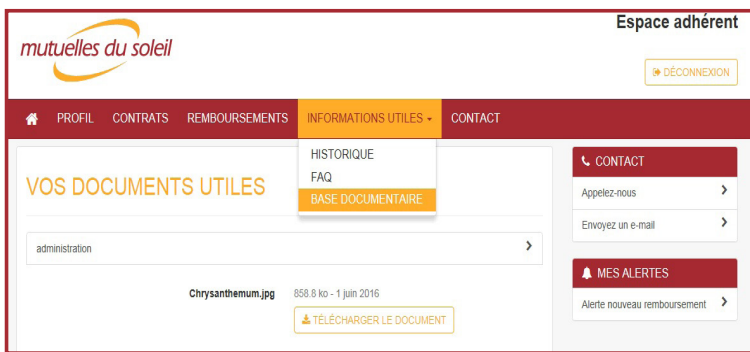 mutuelles du soleil
Espace adhérent
DÉCONNEXION
PROFIL CONTRATS REMBOURSEMENTS INFORMATIONS UTILES CONTACT
HISTORIQUE
FAQ
BASE DOCUMENTAIRE
VOS DOCUMENTS UTILES
administration
Chrysanthemum.jpg 858.8 ko - 1 juin 2016
TÉLÉCHARGER LE DOCUMENT
CONTACT
Appelez-nous
Envoyez un e-mail
MES ALERTES
Alerte nouveau remboursement